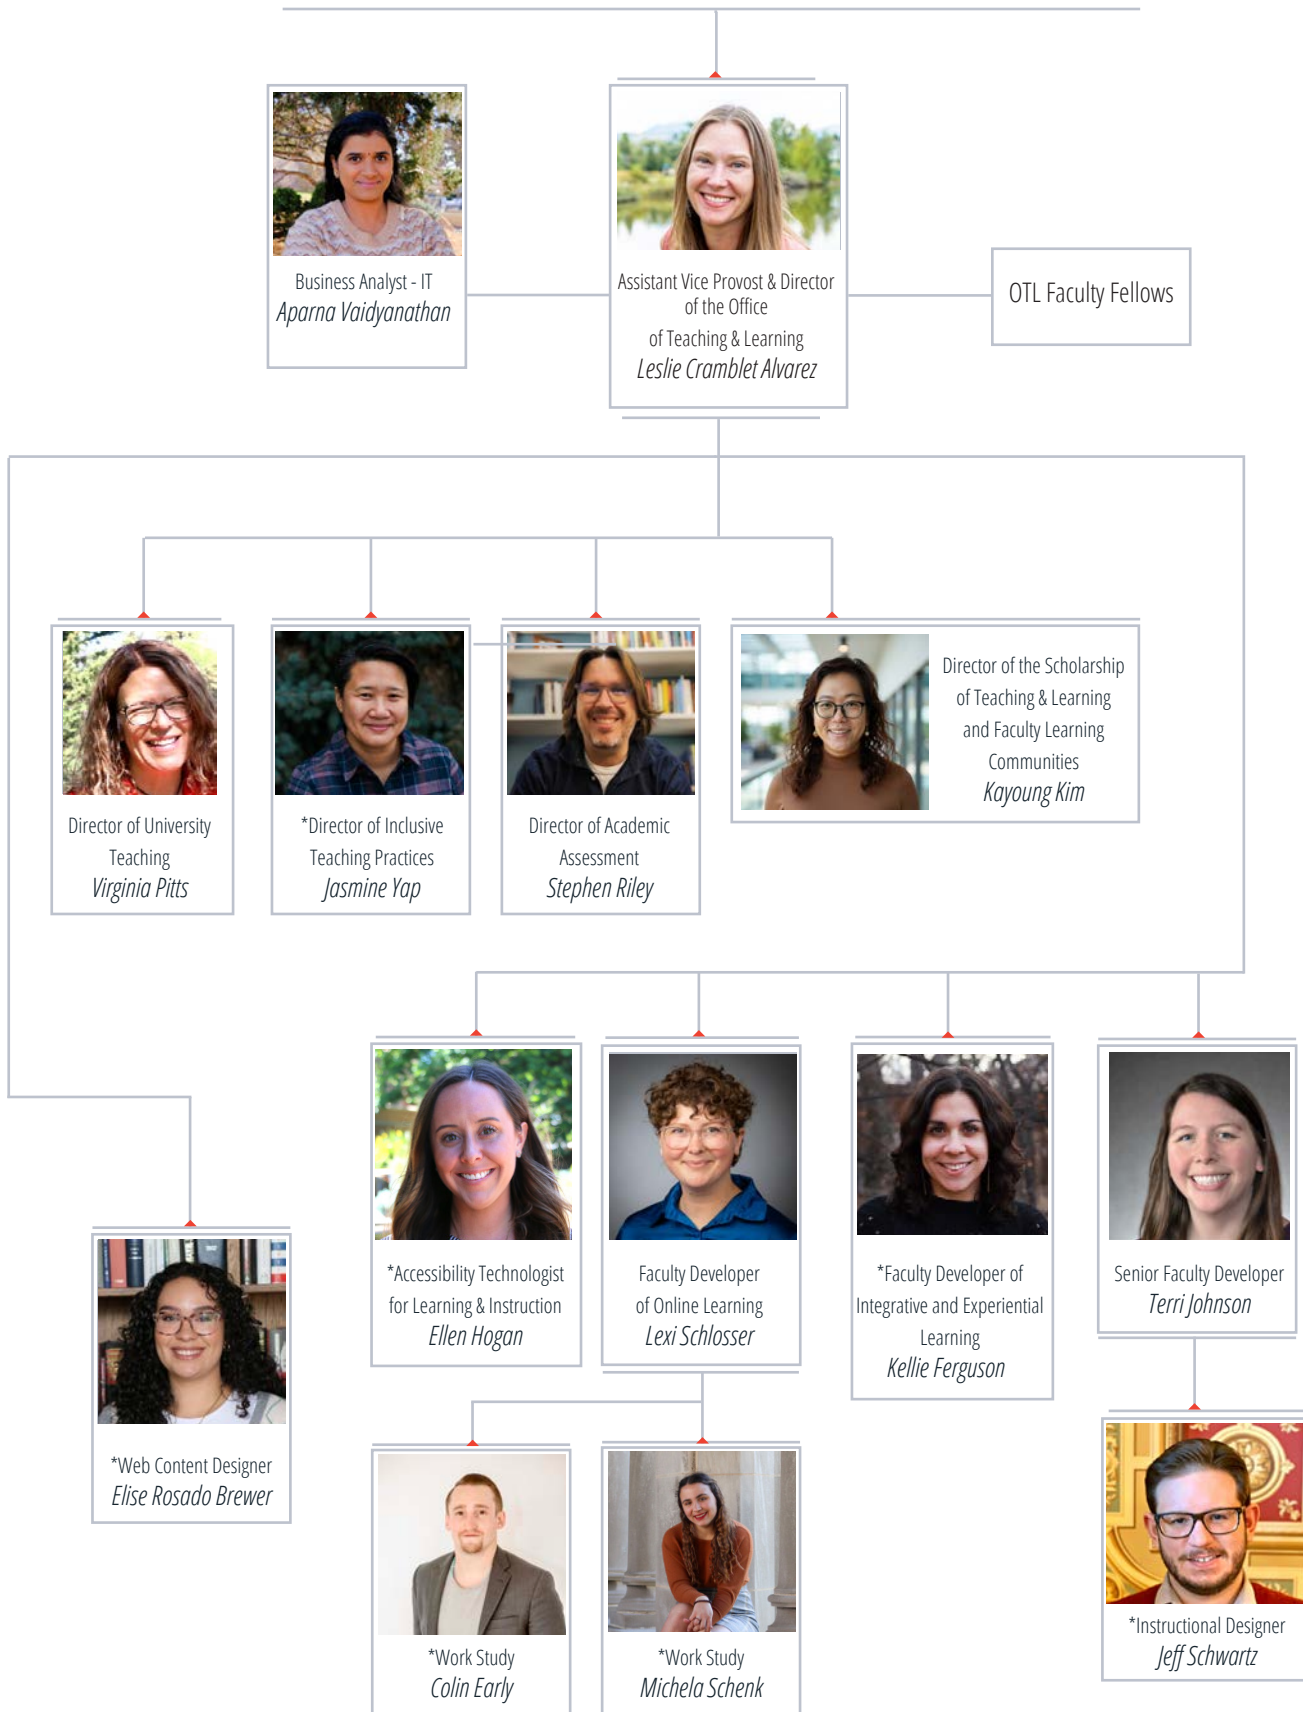 Business Analyst - IT
Aparna Vaidyanathan
Assistant Vice Provost & Director
of the Office
of Teaching & Learning
Leslie Cramblet Alvarez
OTL Faculty Fellows
Director of University
Teaching
Virginia Pitts
*Director of Inclusive
Teaching Practices
Jasmine Yap
Director of Academic
Assessment
Stephen Riley
Director of the Scholarship
of Teaching & Learning
and Faculty Learning
Communities
Kayoung Kim
*Accessibility Technologist
for Learning & Instruction
Ellen Hogan
Faculty Developer
of Online Learning
Lexi Schlosser
*Faculty Developer of
Integrative and Experiential
Learning
Kellie Ferguson
Senior Faculty Developer
Terri Johnson
*Web Content Designer
Elise Rosado Brewer
*Work Study
Colin Early
*Work Study
Michela Schenk
*Instructional Designer
Jeff Schwartz